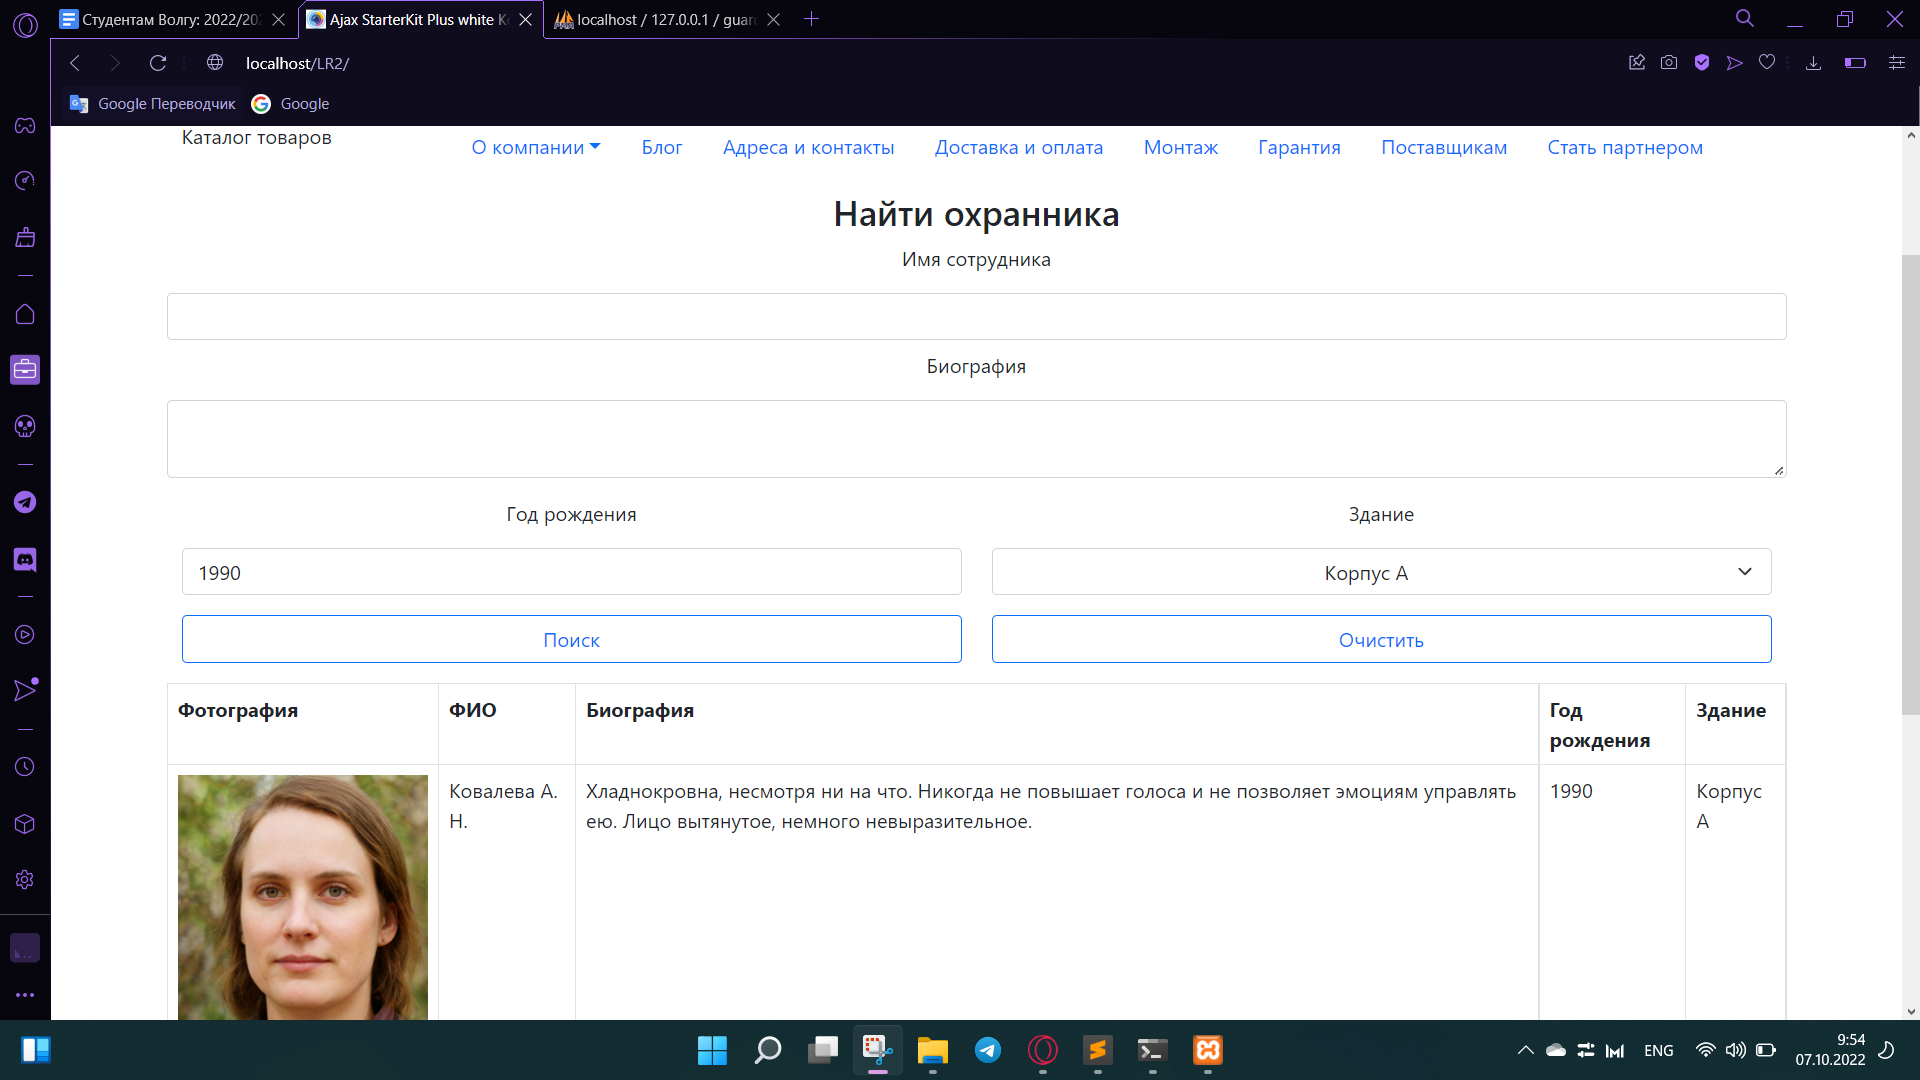 Студентам Волгу: 2022/20
Ajax StarterKit Plus white К
localhost / 127.0.0.1 / guar
localhost/LR2/
Google Переводчик
Google
Каталог товаров
О компании
Блог
Адреса и контакты
Доставка и оплата
Монтаж
Гарантия
Поставщикам
Стать партнером
Найти охранника
Имя сотрудника
Биография
Год рождения
Здание
1990
Корпус А
Поиск
Очистить
Фотография
ФИО
Биография
Год
рождения
Здание
Ковалева А.
Н.
Хладнокровна, несмотря ни на что. Никогда не повышает голоса и не позволяет эмоциям управлять
ею. Лицо вытянутое, немного невыразительное.
1990
Корпус
А
ENG
9:54
07.10.2022